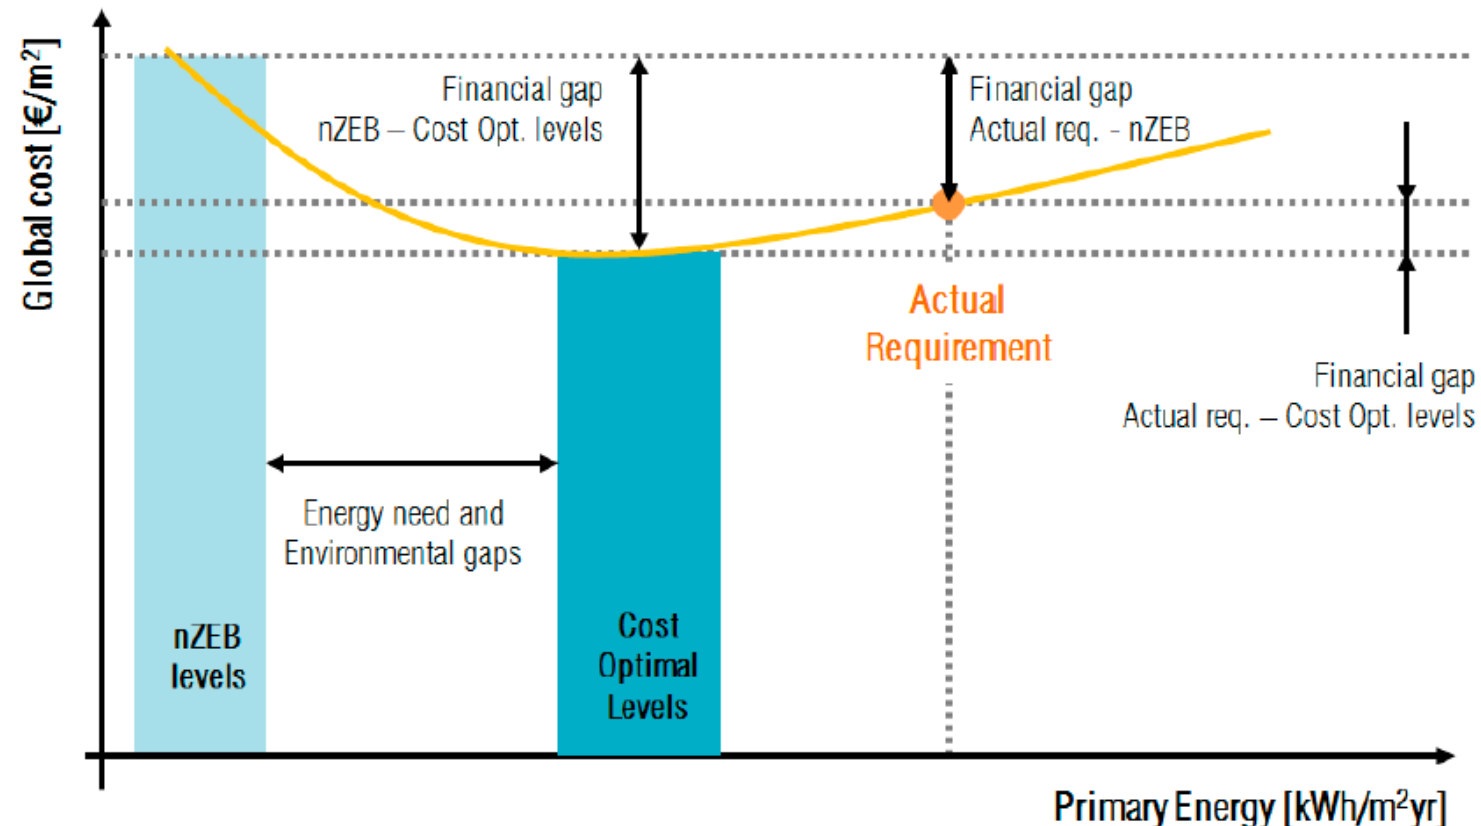 Global cost [€/m²]
Financial gap
nZEB – Cost Opt. levels
Financial gap
Actual req. - nZEB
Actual
Requirement
Financial gap
Actual req. – Cost Opt. levels
Energy need and
Environmental gaps
nZEB
levels
Cost
Optimal
Levels
Primary Energy [kWh/m²yr]